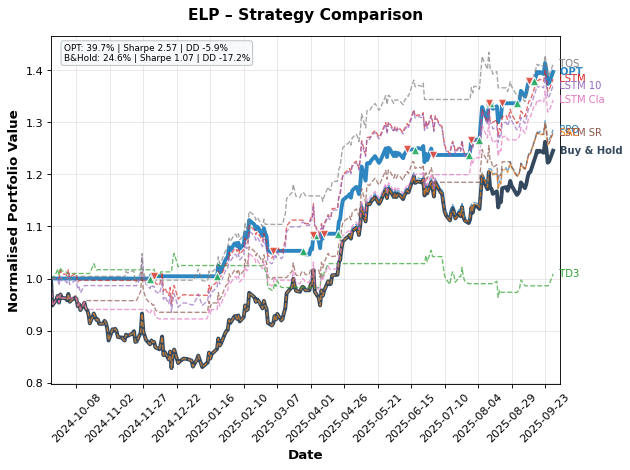 ELP – Strategy Comparison
OPT: 39.7% | Sharpe 2.57 | DD -5.9%
B&Hold: 24.6% | Sharpe 1.07 | DD -17.2%
Normalised Portfolio Value
1.4
1.3
1.2
1.1
1.0
0.9
0.8
OPT
LSTM
LSTM 10
LSTM Cla
LSTM SR
Buy & Hold
TD3
2024-10-08
2024-11-02
2024-11-27
2024-12-22
2025-01-16
2025-02-10
2025-03-07
2025-04-01
2025-04-26
2025-05-21
2025-06-15
2025-07-10
2025-08-04
2025-08-29
2025-09-23
Date